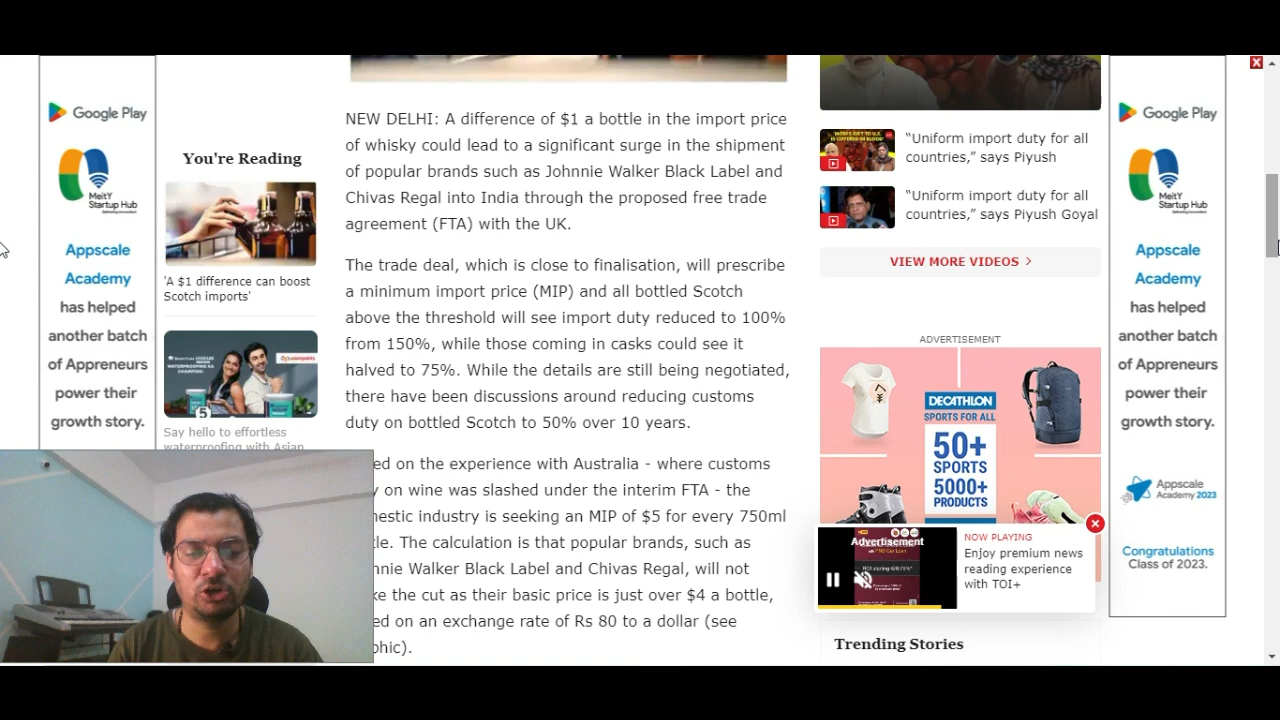 Google Play
MeitY
Startup Hub
Appscale
Academy
has helped
another batch
of Appreneurs
power their
growth story.
You're Reading
'A $1 difference can boost
Scotch imports'
Say hello to effortless
waterproofing with Asian
NEW DELHI: A difference of $1 a bottle in the import price
of whisky could lead to a significant surge in the shipment
of popular brands such as Johnnie Walker Black Label and
Chivas Regal into India through the proposed free trade
agreement (FTA) with the UK.
The trade deal, which is close to finalisation, will prescribe
a minimum import price (MIP) and all bottled Scotch
above the threshold will see import duty reduced to 100%
from 150%, while those coming in casks could see it
halved to 75%. While the details are still being negotiated,
there have been discussions around reducing customs
duty on bottled Scotch to 50% over 10 years.
ed on the experience with Australia - where customs
y on wine was slashed under the interim FTA - the
nestic industry is seeking an MIP of $5 for every 750ml
tle. The calculation is that popular brands, such as
nnie Walker Black Label and Chivas Regal, will not
ke the cut as their basic price is just over $4 a bottle,
ed on an exchange rate of Rs 80 to a dollar (see
phic).
"Uniform import duty for all
countries," says Piyush
"Uniform import duty for all
countries," says Piyush Goyal
VIEW MORE VIDEOS
ADVERTISEMENT
DECATHLON
SPORTS FOR ALL
50+
SPORTS
5000+
PRODUCTS
Advertisement
NOW PLAYING
Enjoy premium news
reading experience
with TOI+
Trending Stories
Google Play
MeitY
Startup Hub
Appscale
Academy
has helped
another batch
of Appreneurs
power their
growth story.
Appscale
Academy 2023
Congratulations
Class of 2023.